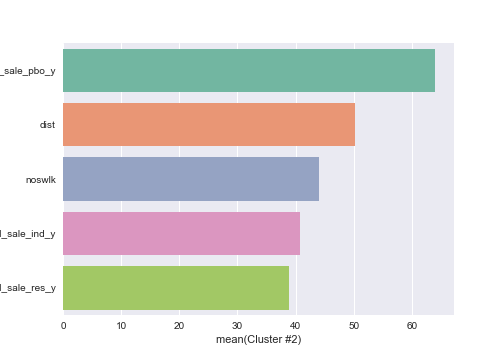 _sale_pbo_y
dist
noswlk
l_sale_ind_y
l_sale_res_y
0 10 20 30 40 50 60
mean(Cluster #2)